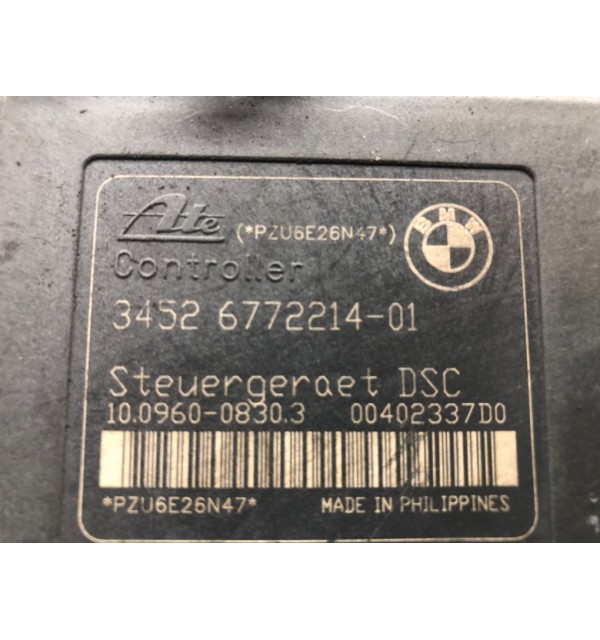 Ate (*PZU6E26N47*) BMW
Controller
3452 6772214-01
Steuergeraet DSC
10.0960-0830.3 00402337D0
*PZU6E26N47* MADE IN PHILIPPINES